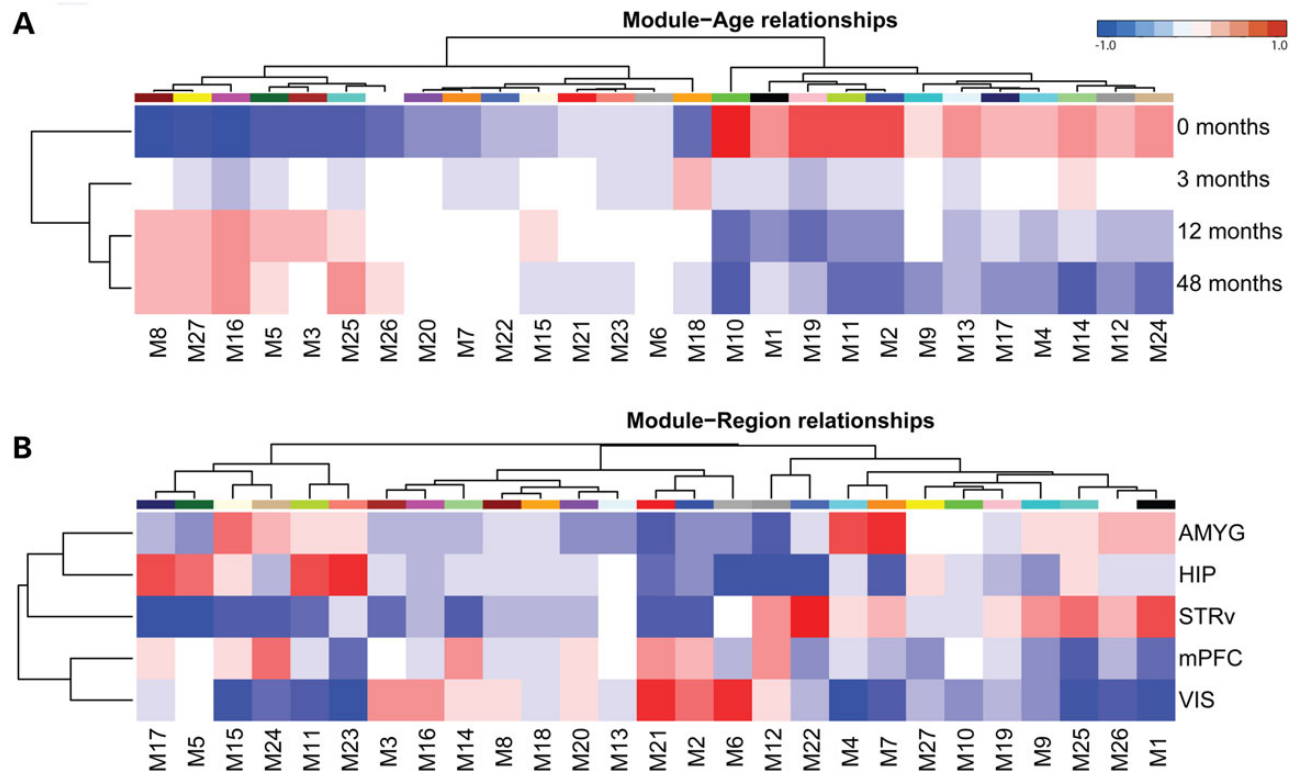 A
Module−Age relationships
-1.0 1.0
0 months
3 months
12 months
48 months
M8 M27 M16 M5 M3 M25 M26 M20 M7 M22 M15 M21 M23 M6 M18 M10 M1 M19 M11 M2 M9 M13 M17 M4 M14 M12 M24
Module−Region relationships
B
AMYG
HIP
STRv
mPFC
VIS
M17 M5 M15 M24 M11 M23 M3 M16 M14 M8 M18 M20 M13 M21 M2 M6 M12 M22 M4 M7 M27 M10 M19 M9 M25 M26 M1